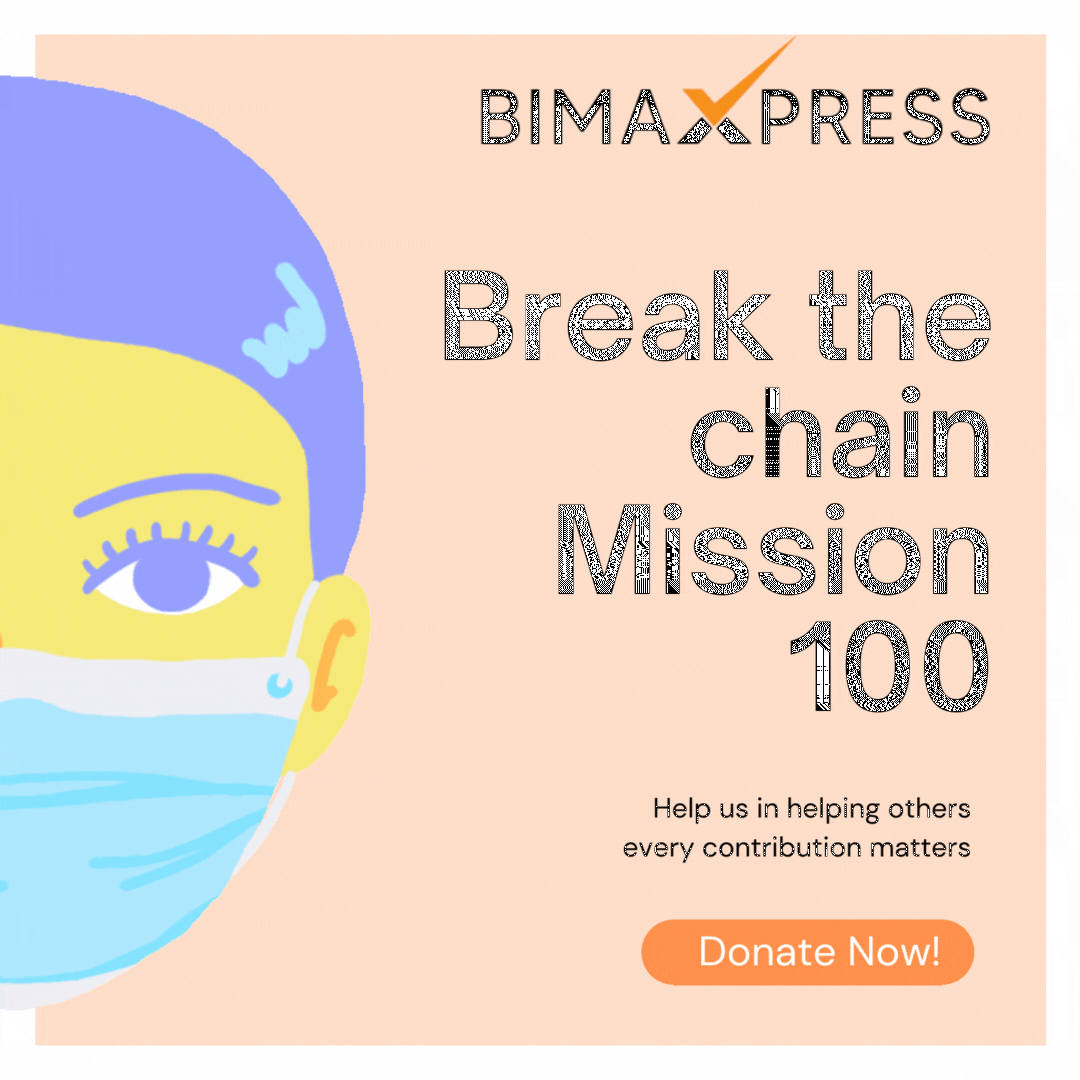 BIMAXPRESS
Break the
chain
Mission
100
Help us in helping others
every contribution matters
Donate Now!